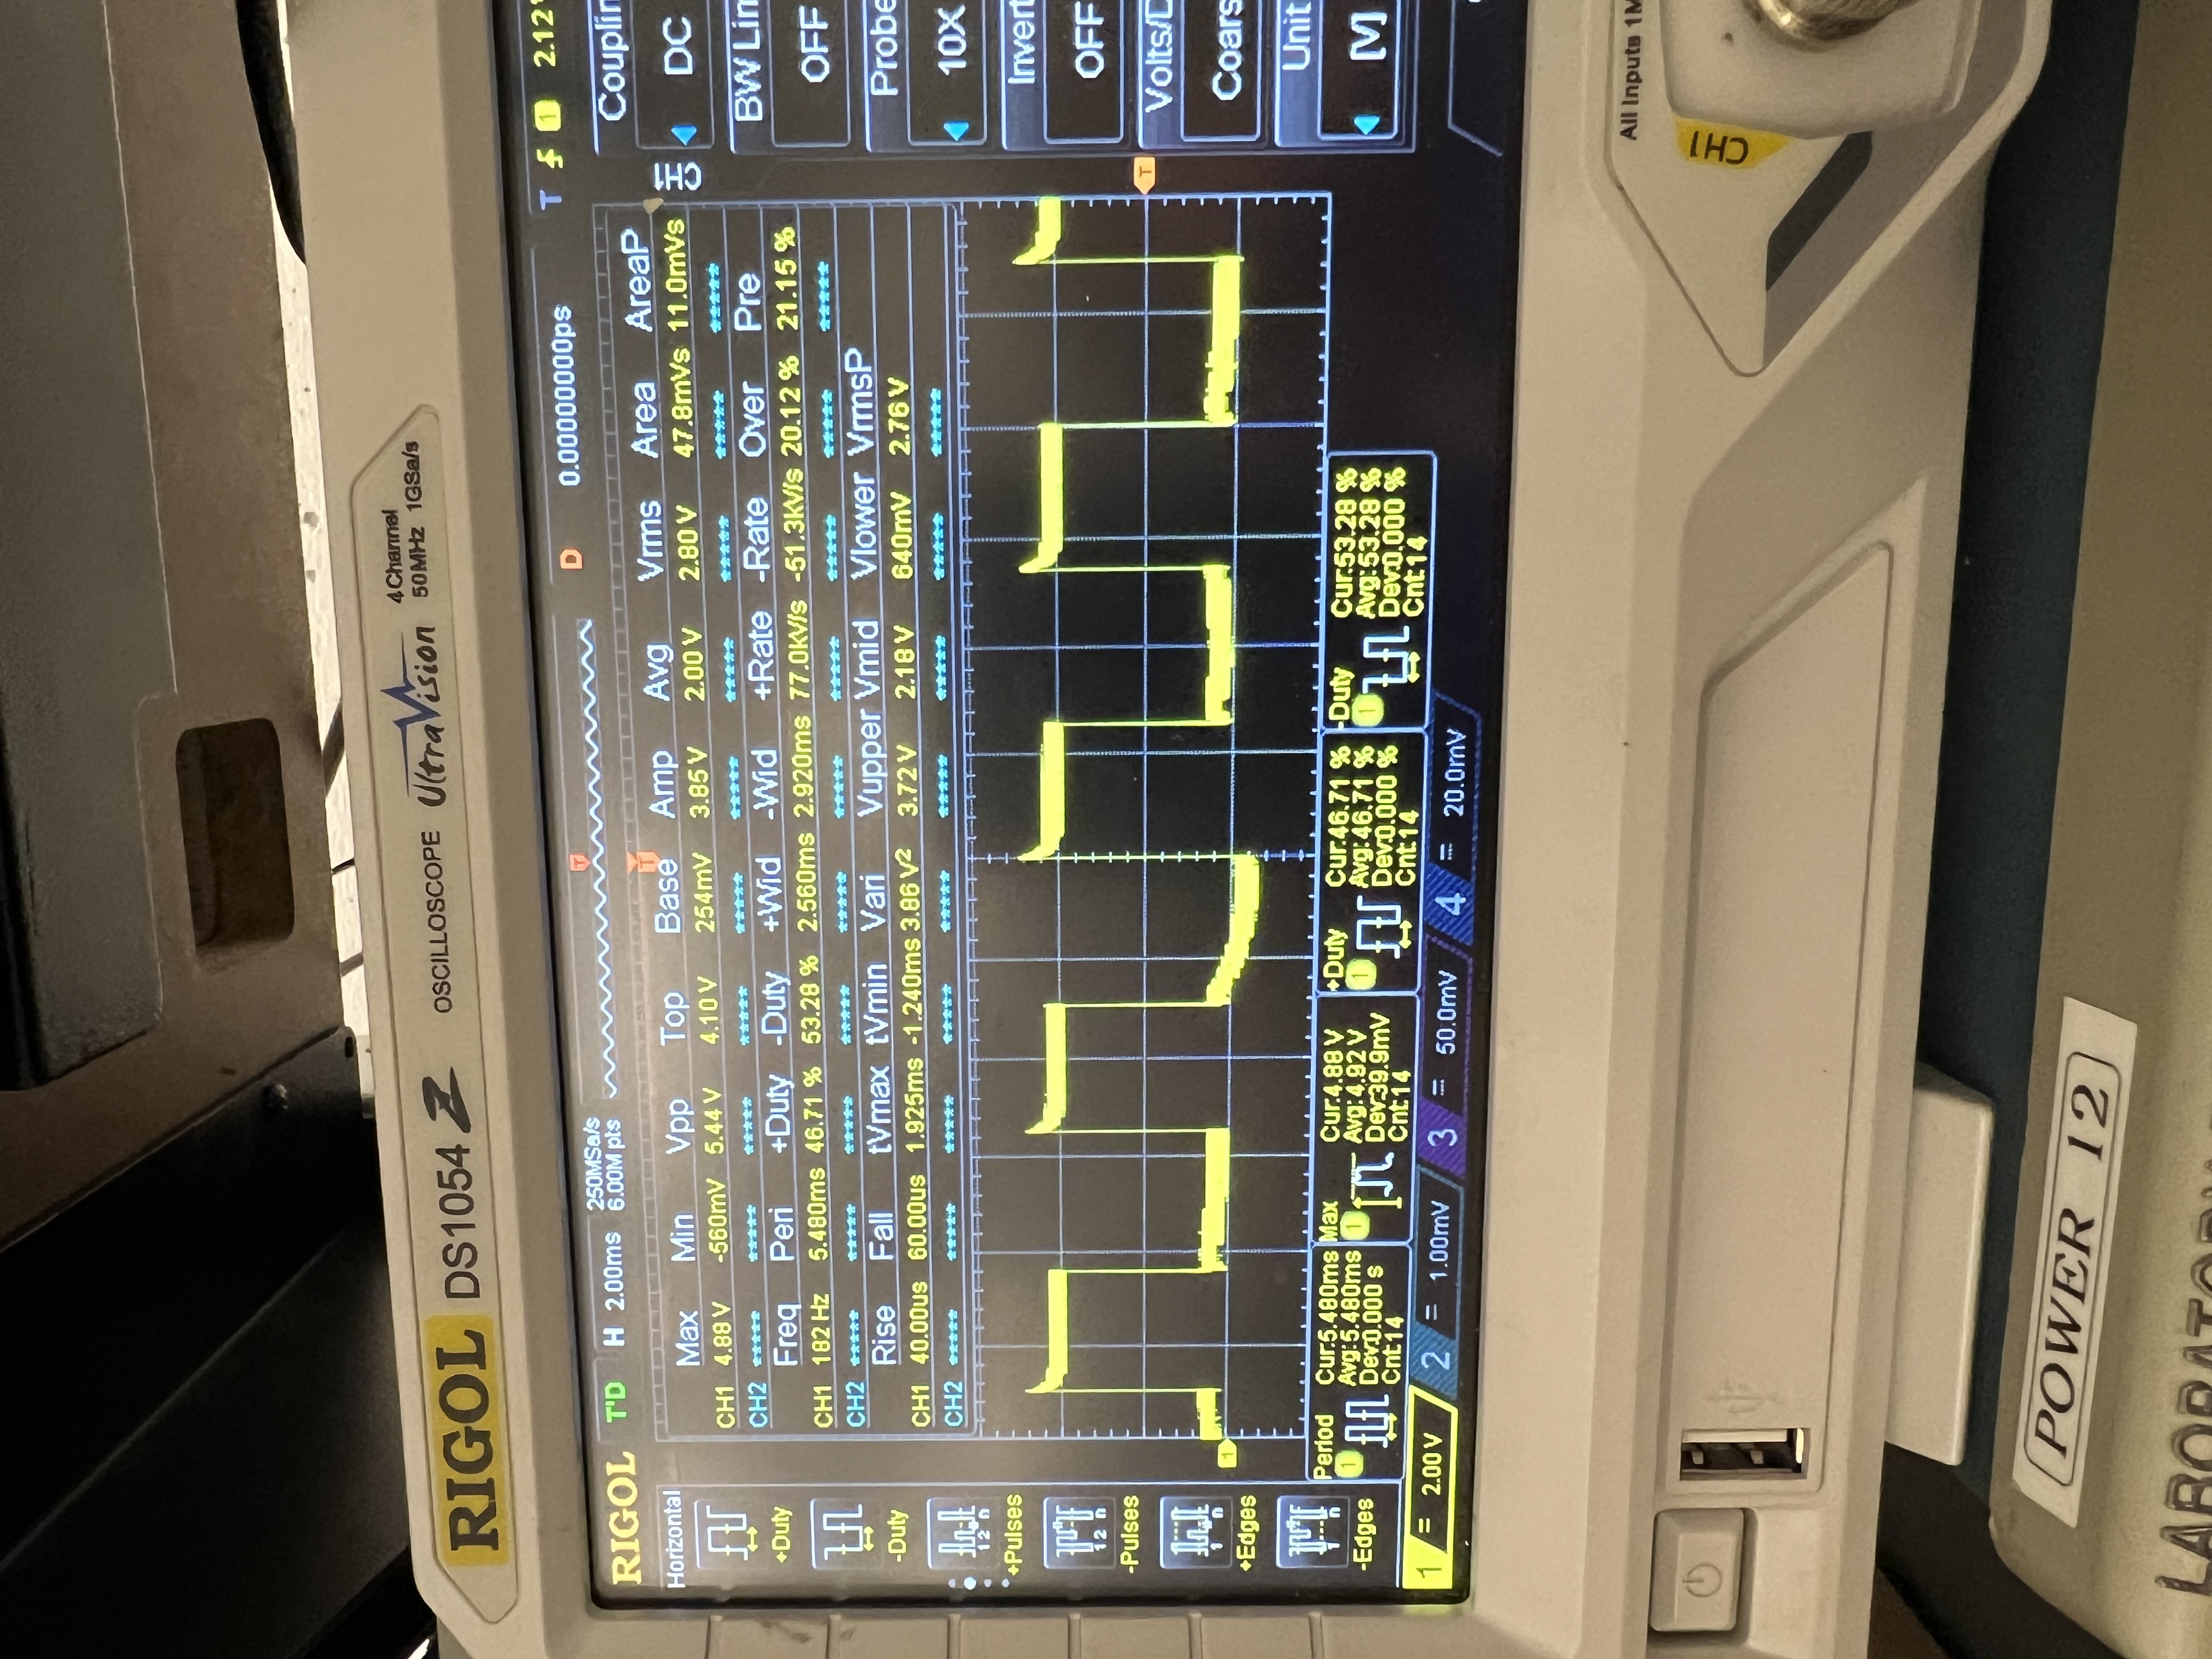 RIGOL DS1054Z OSCILLOSCOPE UltraVision 4 Channel
50MHz 1GSa/s
RIGOL T'D H 2.00ms 250MSa/s
6.00M pts
D 0.00000000ps T 1 2.12
Horizontal
+Duty
-Duty
+Pulses
-Pulses
+Edges
-Edges
Max Min Vpp Top Base Amp Avg Vrms Area AreaP
CH1 4.88 V -560mV 5.44 V 4.10 V 254mV 3.85 V 2.00 V 2.80 V 47.8mVs 11.0mVs
CH2 ***** ***** ***** ***** ***** ***** ***** ***** ***** *****
Freq Peri +Duty -Duty +Wid -Wid +Rate -Rate Over Pre
CH1 182 Hz 5.480ms 46.71 % 53.28 % 2.560ms 2.920ms 77.0KV/s -51.3kV/s 20.12 % 21.15 %
CH2 ***** ***** ***** ***** ***** ***** ***** ***** ***** *****
Rise Fall tVmax tVmin Vari Vupper Vmid Vlower VrmsP
CH1 40.00us 60.00us 1.925ms -1.240ms 3.86 V² 3.72 V 2.18 V 640mV 2.76 V
CH2 ***** ***** ***** ***** ***** ***** ***** ***** *****
1
T
CH1
Couplin
DC
BW Lim
OFF
Probe
10X
Invert
OFF
Volts/D
Coars
Unit
[V]
Period
1
Cur:5.480ms
Avg:5.480ms
Dev:0.000 s
Cnt:14
Max
1
Cur:4.88 V
Avg:4.92 V
Dev:39.9mV
Cnt:14
+Duty
1
Cur:46.71 %
Avg:46.71 %
Dev:0.000 %
Cnt:14
-Duty
1
Cur:53.28 %
Avg:53.28 %
Dev:0.000 %
Cnt:14
1 = 2.00 V 2 = 1.00mV 3 = 50.0mV 4 = 20.0mV
All Inputs 1M
CH1
POWER 12
LABORATORY